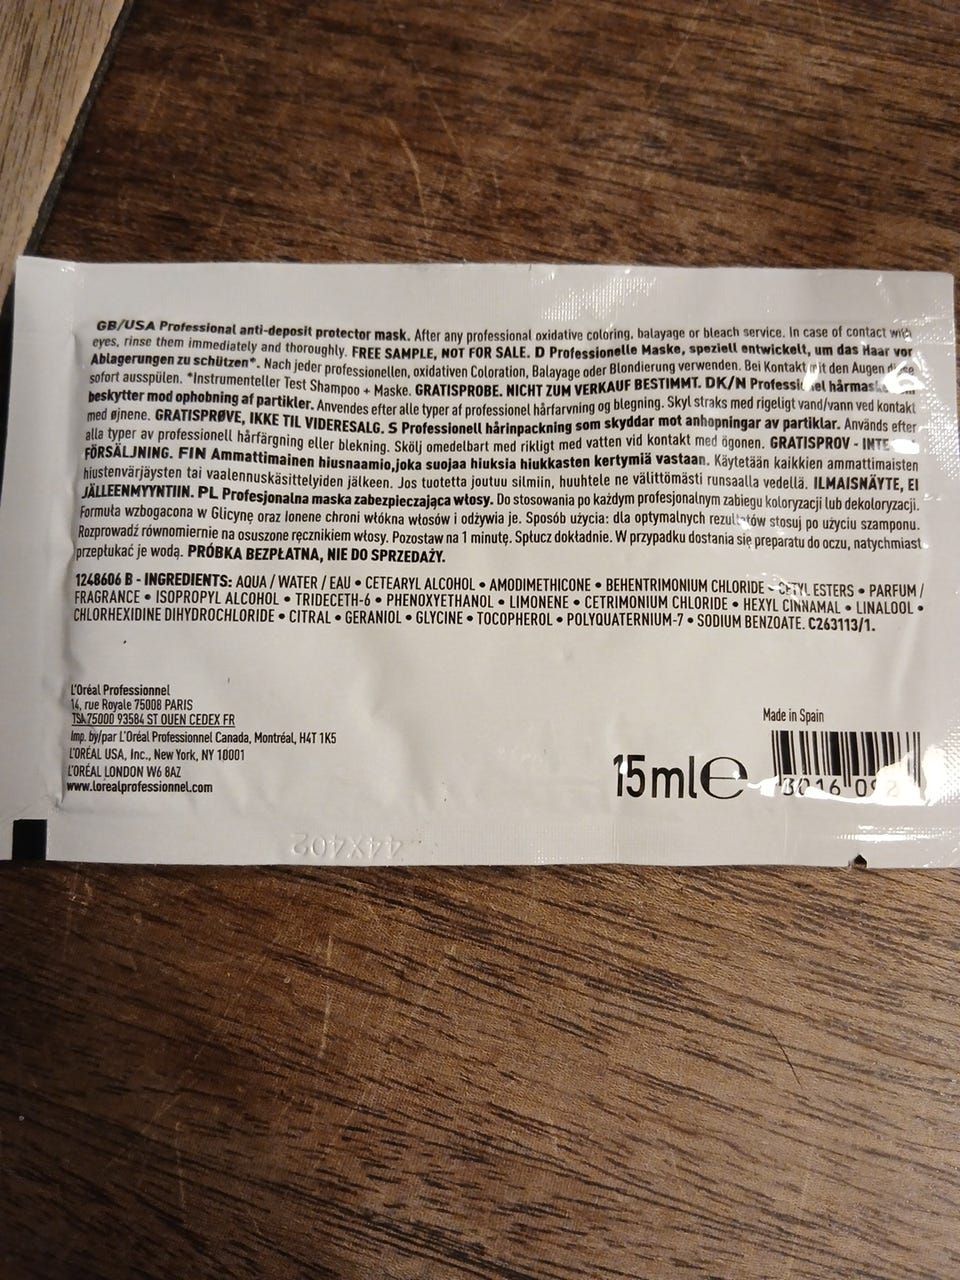 GB/USA Professional anti-deposit protector mask. After any professional oxidative coloring, balayage or bleach service. In case of contact with
eyes, rinse them immediately and thoroughly. FREE SAMPLE, NOT FOR SALE. D Professionelle Maske, speziell entwickelt, um das Haar vor
Ablagerungen zu schützen*. Nach jeder professionellen, oxidativen Coloration, Balayage oder Blondierung verwenden. Bei Kontakt mit den Augen diese
sofort ausspülen. *Instrumenteller Test Shampoo + Maske. GRATISPROBE. NICHT ZUM VERKAUF BESTIMMT. DK/N
beskytter mod ophobning af partikler. Anvendes efter alle typer af professionel hårfarvning og blegning. Skyl straks med rigeligt vand/vann ved kontakt
med øjnene. GRATISPRØVE, IKKE TIL VIDERESALG. S Professionell hårinpackning som skyddar mot anhopningar av partiklar. Används efter
alla typer av professionell hårfärgning eller blekning. Skölj omedelbart med rikligt med vatten vid kontakt med ögonen. GRATISPROV - INTE
FÖRSÄLJNING. FIN Ammattimainen hiusnaamio,joka suojaa hiuksia hiukkasten kertymiä vastaan. Käytetään kaikkien ammattimaisten
hiustenvärjäysten tai vaalennuskäsittelyiden jälkeen. Jos tuotetta joutuu silmiin, huuhtele ne välittömästi runsaalla vedellä. ILMAISNÄYTE, EI
JÄLLEENMYYNTIIN. PL Profesjonalna maska zabezpieczająca włosy. Do stosowania po każdym profesjonalnym zabiegu koloryzacji lub dekoloryzacji.
Formuła wzbogacona w Glicynę oraz Ionene chroni włókna włosów i odżywia je. Sposób użycia: dla optymalnych rezultatów stosuj po użyciu szamponu.
Rozprowadź równomiernie na osuszone ręcznikiem włosy. Pozostaw na 1 minutę. Spłucz dokładnie. W przypadku dostania się preparatu do oczu, natychmiast
przepłukać je wodą. PRÓBKA BEZPŁATNA, NIE DO SPRZEDAŻY.
1248606 B - INGREDIENTS: AQUA / WATER / EAU • CETEARYL ALCOHOL • AMODIMETHICONE • BEHENTRIMONIUM CHLORIDE • CETYL ESTERS • PARFUM /
FRAGRANCE • ISOPROPYL ALCOHOL • TRIDECETH-6 • PHENOXYETHANOL • LIMONENE • CETRIMONIUM CHLORIDE • HEXYL CINNAMAL • LINALOOL •
CHLORHEXIDINE DIHYDROCHLORIDE • CITRAL • GERANIOL • GLYCINE • TOCOPHEROL • POLYQUATERNIUM-7 • SODIUM BENZOATE. C263113/1.
L'Oréal Professionnel
14, rue Royale 75008 PARIS
TSA 75000 93584 ST OUEN CEDEX FR
Imp. by/par L'Oréal Professionnel Canada, Montréal, H4T 1K5
L'ORÉAL USA, Inc., New York, NY 10001
L'ORÉAL LONDON W6 8AZ
www.lorealprofessionnel.com
Made in Spain
15ml ℮
44X402